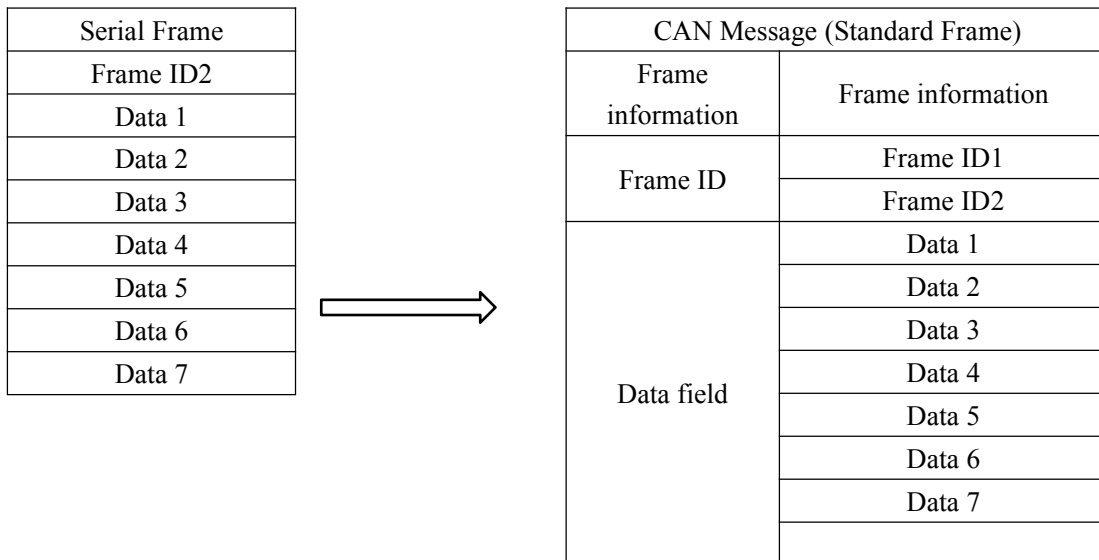 Serial Frame
Frame ID2
Data 1
Data 2
Data 3
Data 4
Data 5
Data 6
Data 7
CAN Message (Standard Frame)
Frame
information
Frame information
Frame ID
Frame ID1
Frame ID2
Data field
Data 1
Data 2
Data 3
Data 4
Data 5
Data 6
Data 7